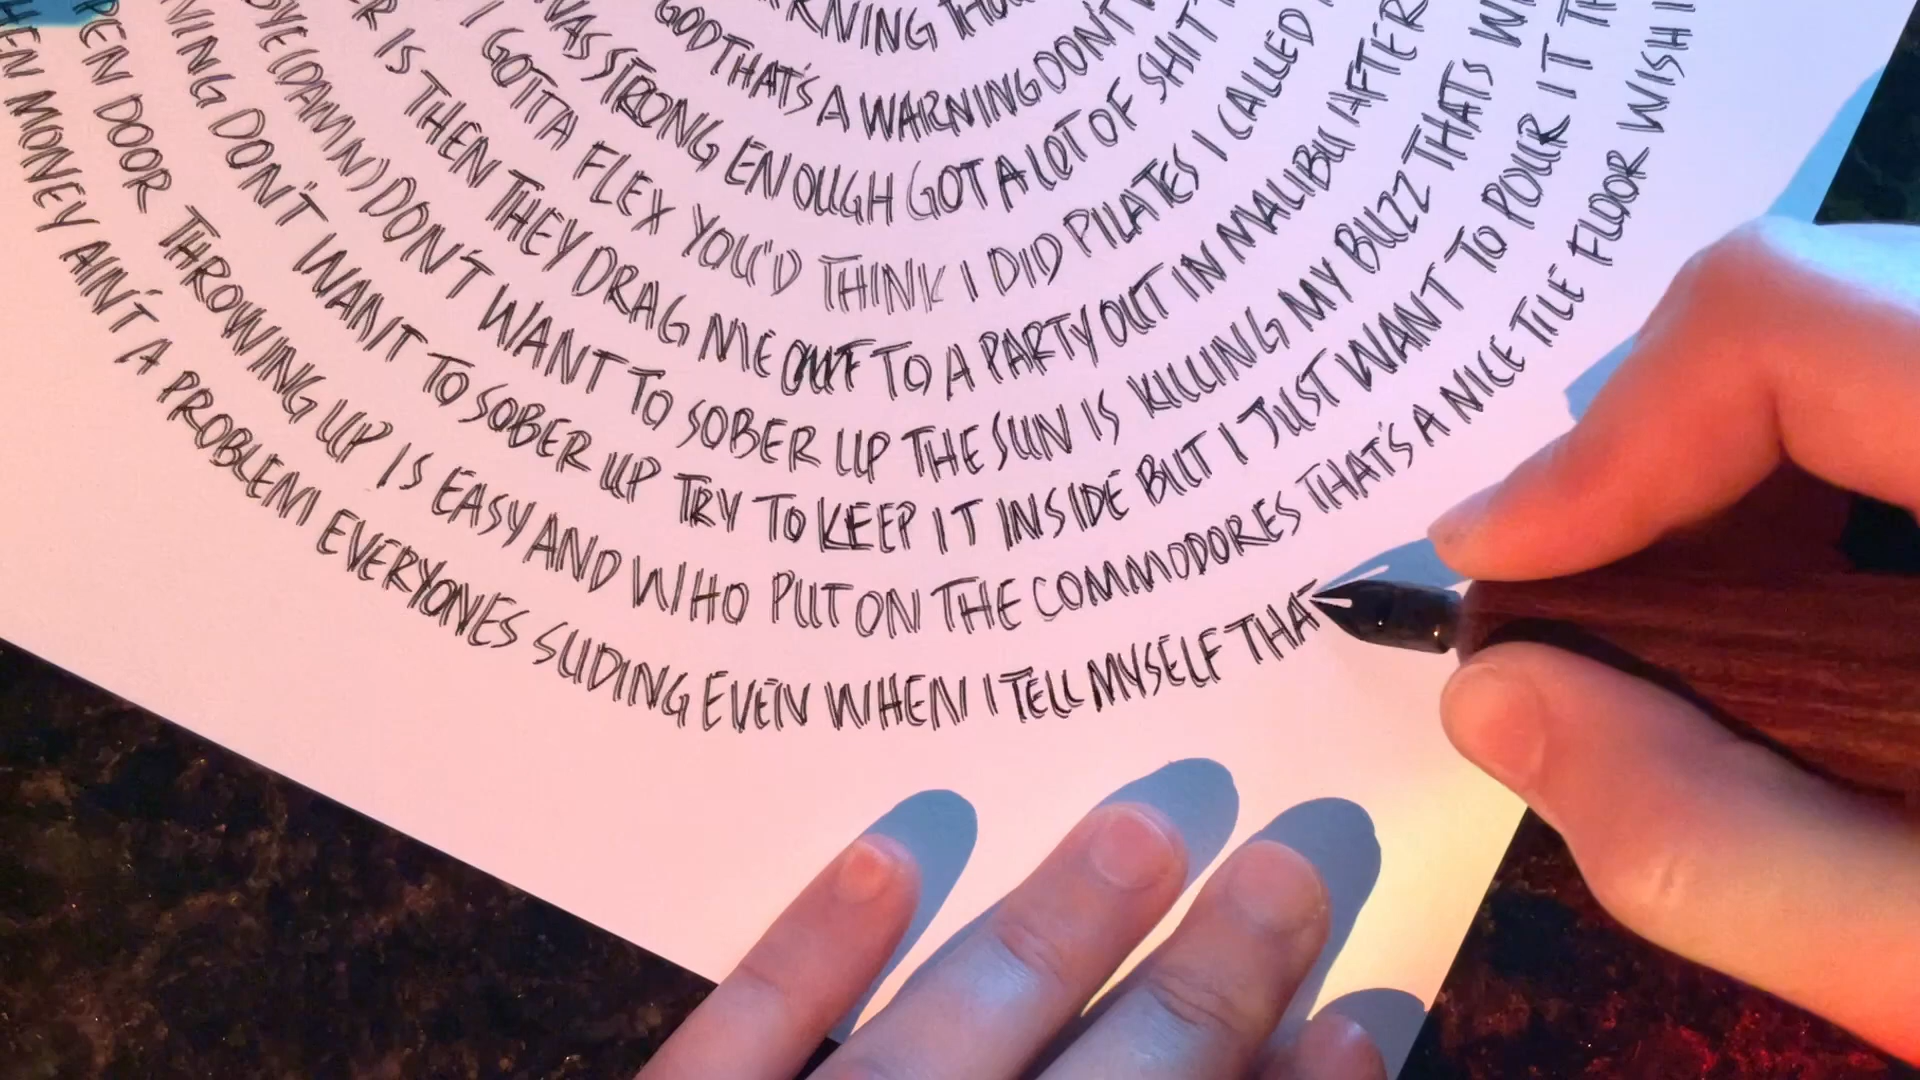 RNING
GOD THAT'S A WARNING DON'T
WAS STRONG ENOUGH GOT A LOT OF SHIT
I GOTTA FLEX YOU'D THINK I DID PILATES I CALLED
IS THEN THEY DRAG ME OUT TO A PARTY OUT IN MALIBU AFTER
BYE (DAMN) DON'T WANT TO SOBER UP THE SUN IS KILLING MY BUZZ THATS
NING DON'T WANT TO SOBER UP TRY TO KEEP IT INSIDE BUT I JUST WANT TO POUR IT
PEN DOOR THROWING UP IS EASY AND WHO PUT ON THE COMMODORES THAT'S A NICE TILE FLOOR WISH I
HEN MONEY AIN'T A PROBLEM EVERYONES SLIDING EVEN WHEN I TELL MYSELF THAT